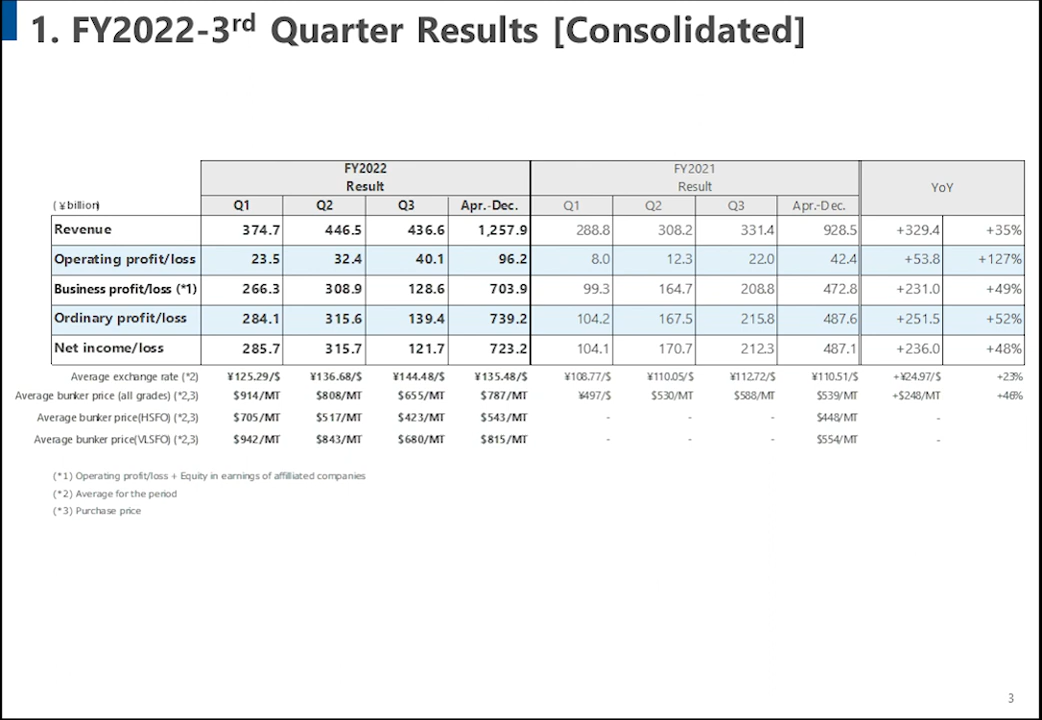 1. FY2022-3rd Quarter Results [Consolidated]
FY2022 FY2021
Result Result YoY
(¥billion) Q1 Q2 Q3 Apr.-Dec. Q1 Q2 Q3 Apr.-Dec.
Revenue 374.7 446.5 436.6 1,257.9 288.8 308.2 331.4 928.5 +329.4 +35%
Operating profit/loss 23.5 32.4 40.1 96.2 8.0 12.3 22.0 42.4 +53.8 +127%
Business profit/loss (*1) 266.3 308.9 128.6 703.9 99.3 164.7 208.8 472.8 +231.0 +49%
Ordinary profit/loss 284.1 315.6 139.4 739.2 104.2 167.5 215.8 487.6 +251.5 +52%
Net income/loss 285.7 315.7 121.7 723.2 104.1 170.7 212.3 487.1 +236.0 +48%
Average exchange rate (*2) ¥125.29/$ ¥136.68/$ ¥144.48/$ ¥135.48/$ ¥108.77/$ ¥110.05/$ ¥112.72/$ ¥110.51/$ +¥24.97/$ +23%
Average bunker price (all grades) (*2,3) $914/MT $808/MT $655/MT $787/MT ¥497/$ $530/MT $588/MT $539/MT +$248/MT +46%
Average bunker price(HSFO) (*2,3) $705/MT $517/MT $423/MT $543/MT - - - $448/MT -
Average bunker price(VLSFO) (*2,3) $942/MT $843/MT $680/MT $815/MT - - - $554/MT -
(*1) Operating profit/loss + Equity in earnings of affilliated companies
(*2) Average for the period
(*3) Purchase price
3